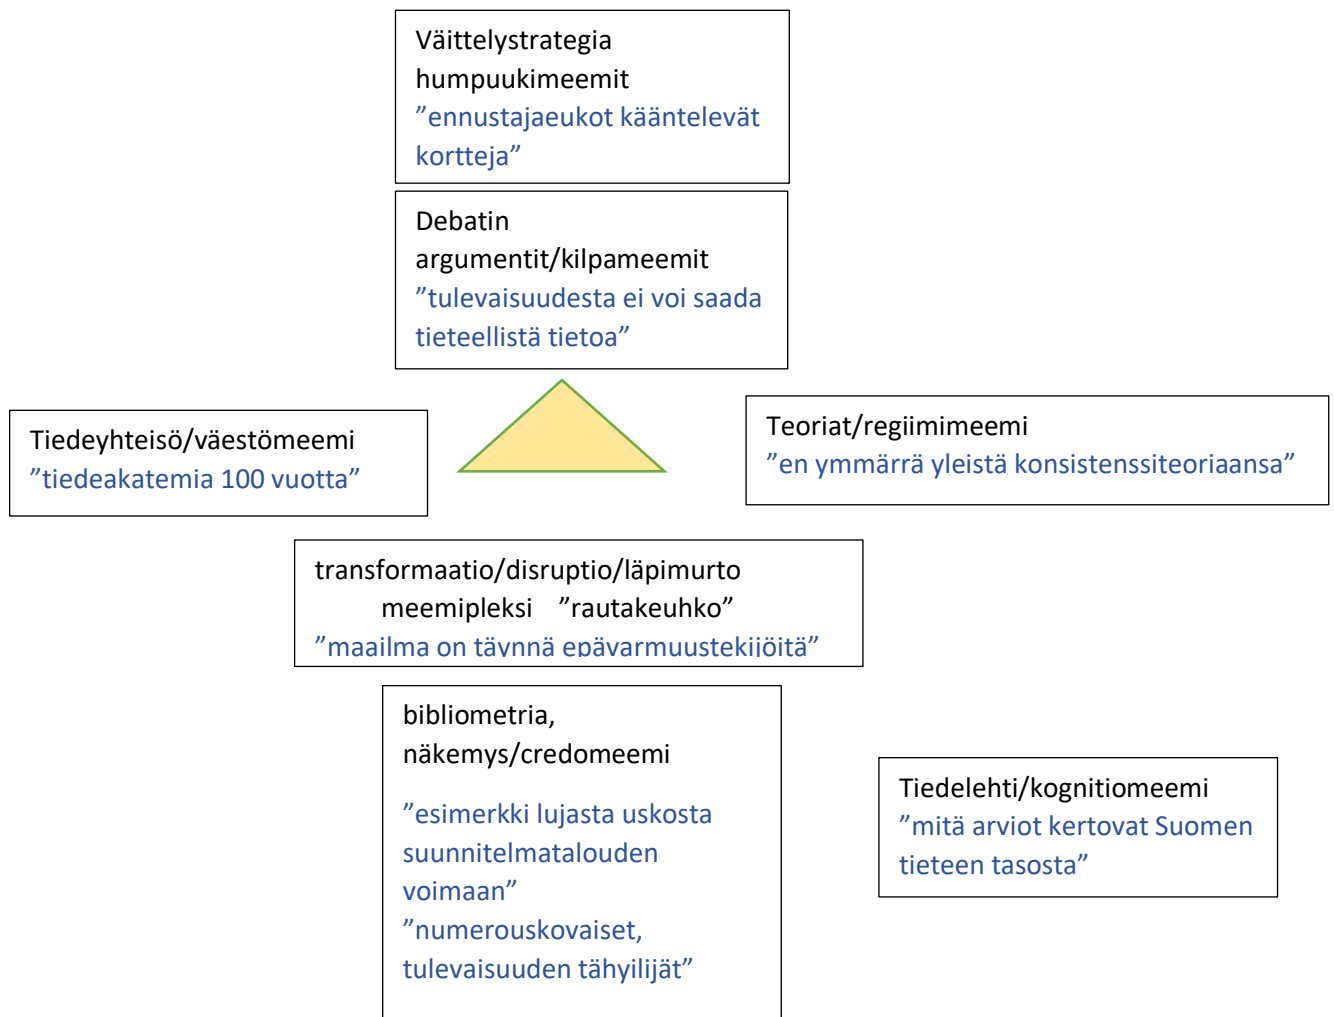 Väittelystrategia
humpuukimeemit
”ennustajaeukot kääntelevät
kortteja”
Debatin
argumentit/kilpameemit
”tulevaisuudesta ei voi saada
tieteellistä tietoa”
Tiedeyhteisö/väestömeemi
”tiedeakatemia 100 vuotta”
Teoriat/regiimimeemi
”en ymmärrä yleistä konsistenssiteoriaansa”
transformaatio/disruptio/läpimurto
meemipleksi ”rautakeuhko”
”maailma on täynnä epävarmuustekijöitä”
bibliometria,
näkemys/credomeemi
”esimerkki lujasta uskosta
suunnitelmatalouden
voimaan”
”numerouskovaiset,
tulevaisuuden tähyilijät”
Tiedelehti/kognitiomeemi
”mitä arviot kertovat Suomen
tieteen tasosta”